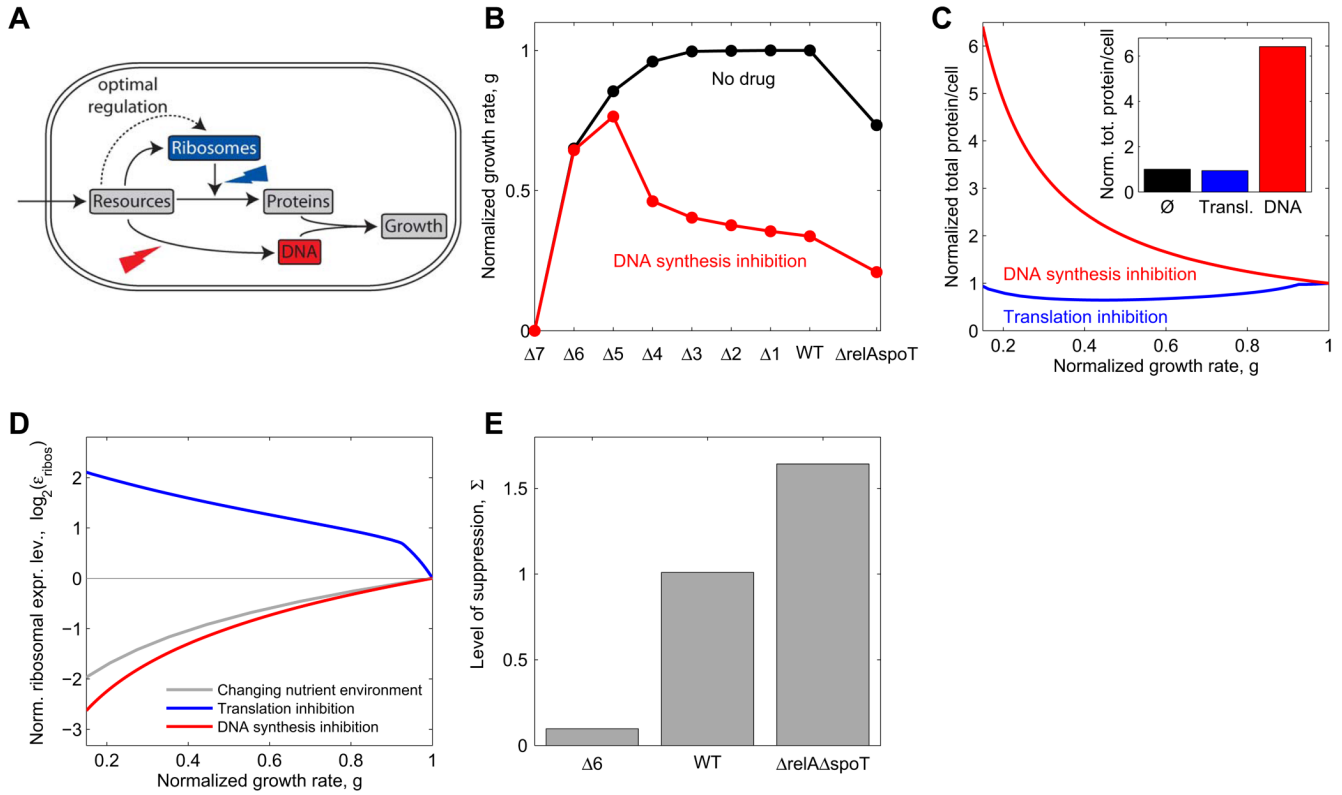 A
optimal
regulation
Ribosomes
Resources
Proteins
Growth
DNA
B
Normalized growth rate, g
1
0.5
0
No drug
DNA synthesis inhibition
Δ7
Δ6
Δ5
Δ4
Δ3
Δ2
Δ1
WT
ΔrelAspoT
C
Normalized total protein/cell
6
5
4
3
2
1
0
Norm. tot. protein/cell
6
4
2
0
Ø
Transl.
DNA
DNA synthesis inhibition
Translation inhibition
0.2
0.4
0.6
0.8
1
Normalized growth rate, g
D
Norm. ribosomal expr. lev., log2(εribos)
2
1
0
−1
−2
−3
Changing nutrient environment
Translation inhibition
DNA synthesis inhibition
0.2
0.4
0.6
0.8
1
Normalized growth rate, g
E
Level of suppression, Σ
1.5
1
0.5
0
Δ6
WT
ΔrelAΔspoT